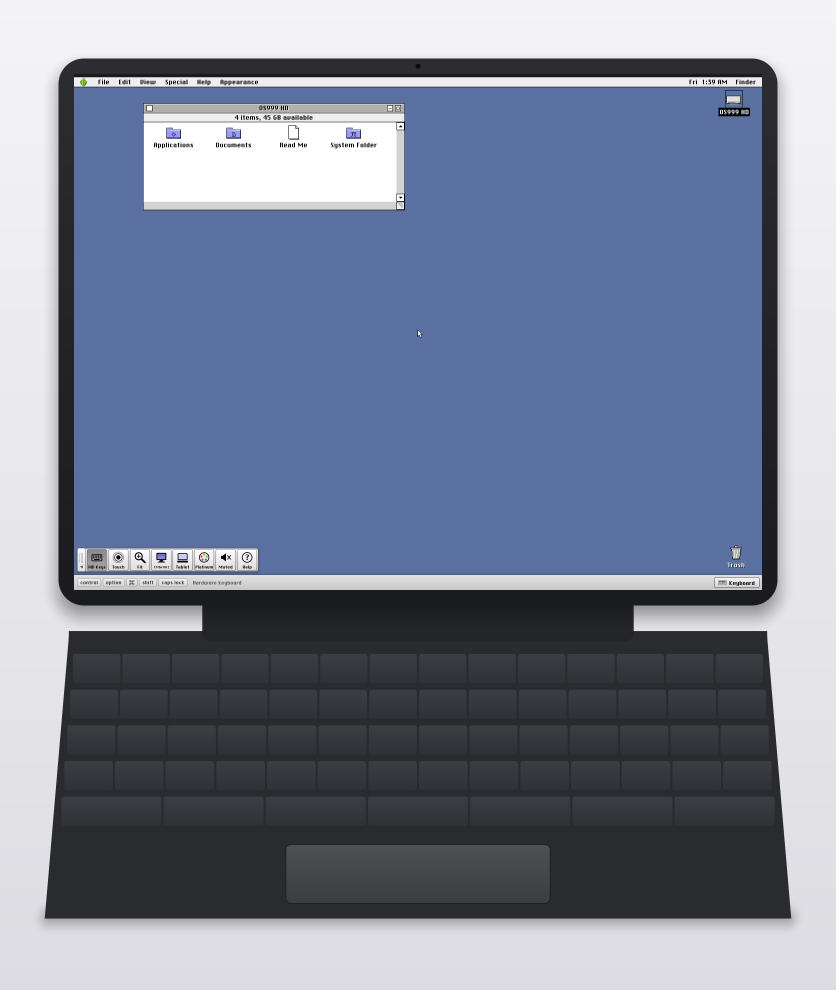 File Edit View Special Help Appearance
Fri 1:39 AM Finder
OS999 HD
OS999 HD
4 items, 45 GB available
Applications Documents Read Me System Folder
Trash
HD Keys Touch Fit Tablet Platinum Muted Help
control option ⌘ shift caps lock Hardware keyboard
Keyboard